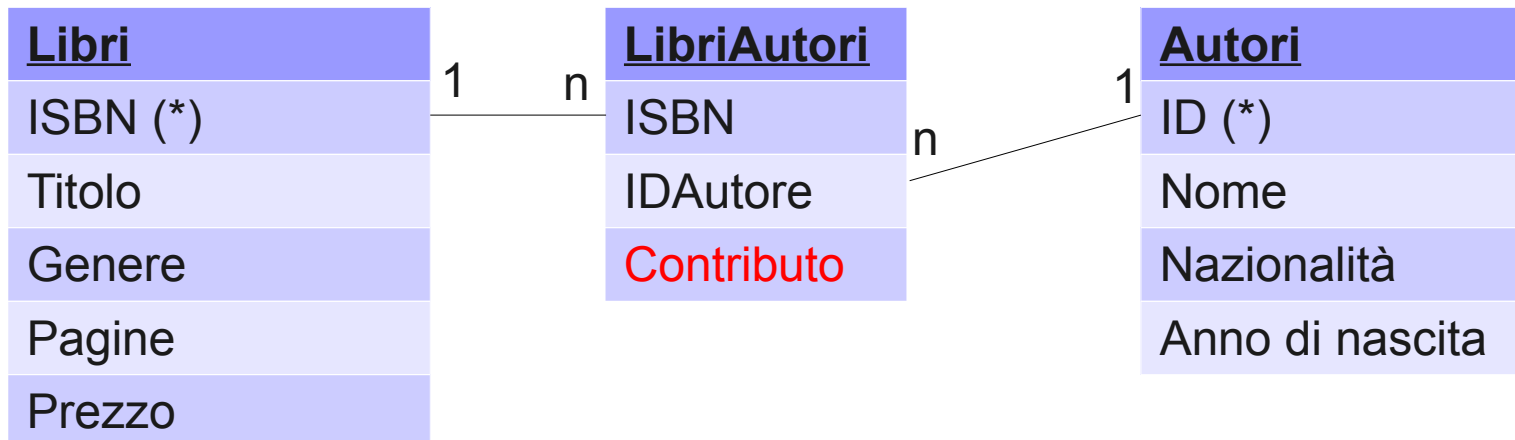 Libri
ISBN (*)
Titolo
Genere
Pagine
Prezzo
1
n
LibriAutori
ISBN
IDAutore
Contributo
n
1
Autori
ID (*)
Nome
Nazionalità
Anno di nascita